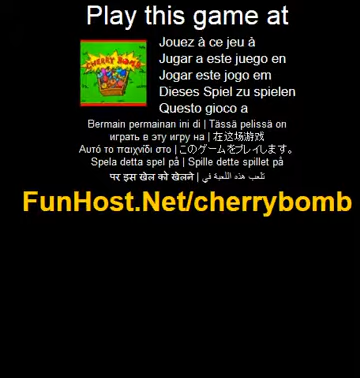 Play this game at
CHERRY BOMB
Jouez à ce jeu à
Jugar a este juego en
Jogar este jogo em
Dieses Spiel zu spielen
Questo gioco a
Bermain permainan ini di | Tässä pelissä on
играть в эту игру на | 在这场游戏
Αυτό το παιχνίδι στο | このゲームをプレイします。
Spela detta spel på | Spille dette spillet på
पर इस खेल को खेलने | تلعب هذه اللعبة في
FunHost.Net/cherrybomb